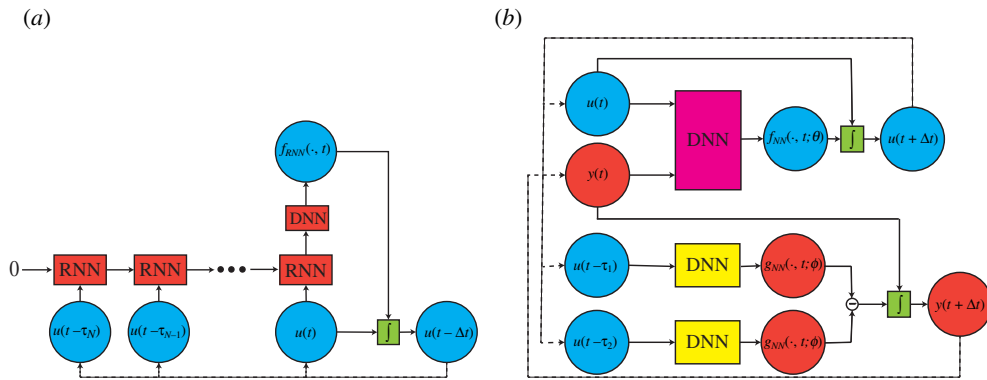 (a)
f_RNN(·, t)
DNN
0
RNN
RNN
•••
RNN
u(t−τ_N)
u(t−τ_{N−1})
u(t)
∫
u(t−Δt)
(b)
u(t)
DNN
f_NN(·, t;θ)
∫
u(t + Δt)
y(t)
u(t−τ_1)
DNN
g_NN(·, t;ϕ)
−
∫
y(t + Δt)
u(t−τ_2)
DNN
g_NN(·, t;ϕ)